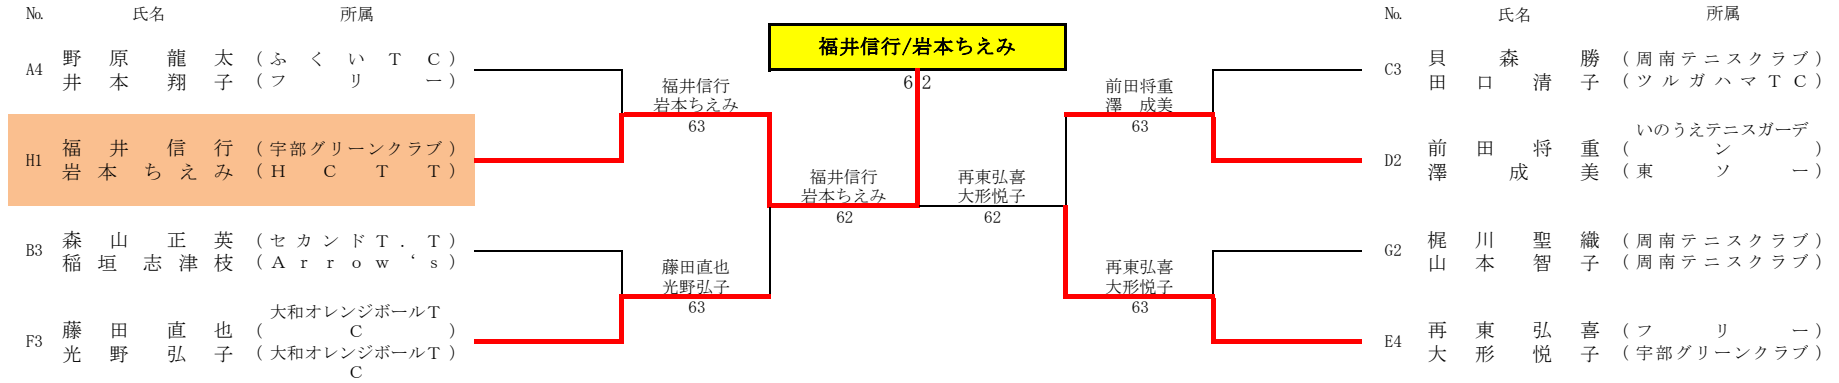 No. 氏名 所属
A4 野原龍太 (ふくいTC)
井本翔子 (フリー)
H1 福井信行 (宇部グリーンクラブ)
岩本ちえみ (HCTT)
B3 森山正英 (セカンドT.T)
稲垣志津枝 (Arrow‘s)
F3 藤田直也 (大和オレンジボールTC)
光野弘子 (大和オレンジボールTC)
福井信行
岩本ちえみ
63
藤田直也
光野弘子
63
福井信行
岩本ちえみ
62
福井信行/岩本ちえみ
62
再東弘喜
大形悦子
62
前田将重
澤 成美
63
再東弘喜
大形悦子
63
No. 氏名 所属
C3 貝森勝 (周南テニスクラブ)
田口清子 (ツルガハマTC)
D2 前田将重 (いのうえテニスガーデン)
澤成美 (東ソー)
G2 梶川聖織 (周南テニスクラブ)
山本智子 (周南テニスクラブ)
E4 再東弘喜 (フリー)
大形悦子 (宇部グリーンクラブ)